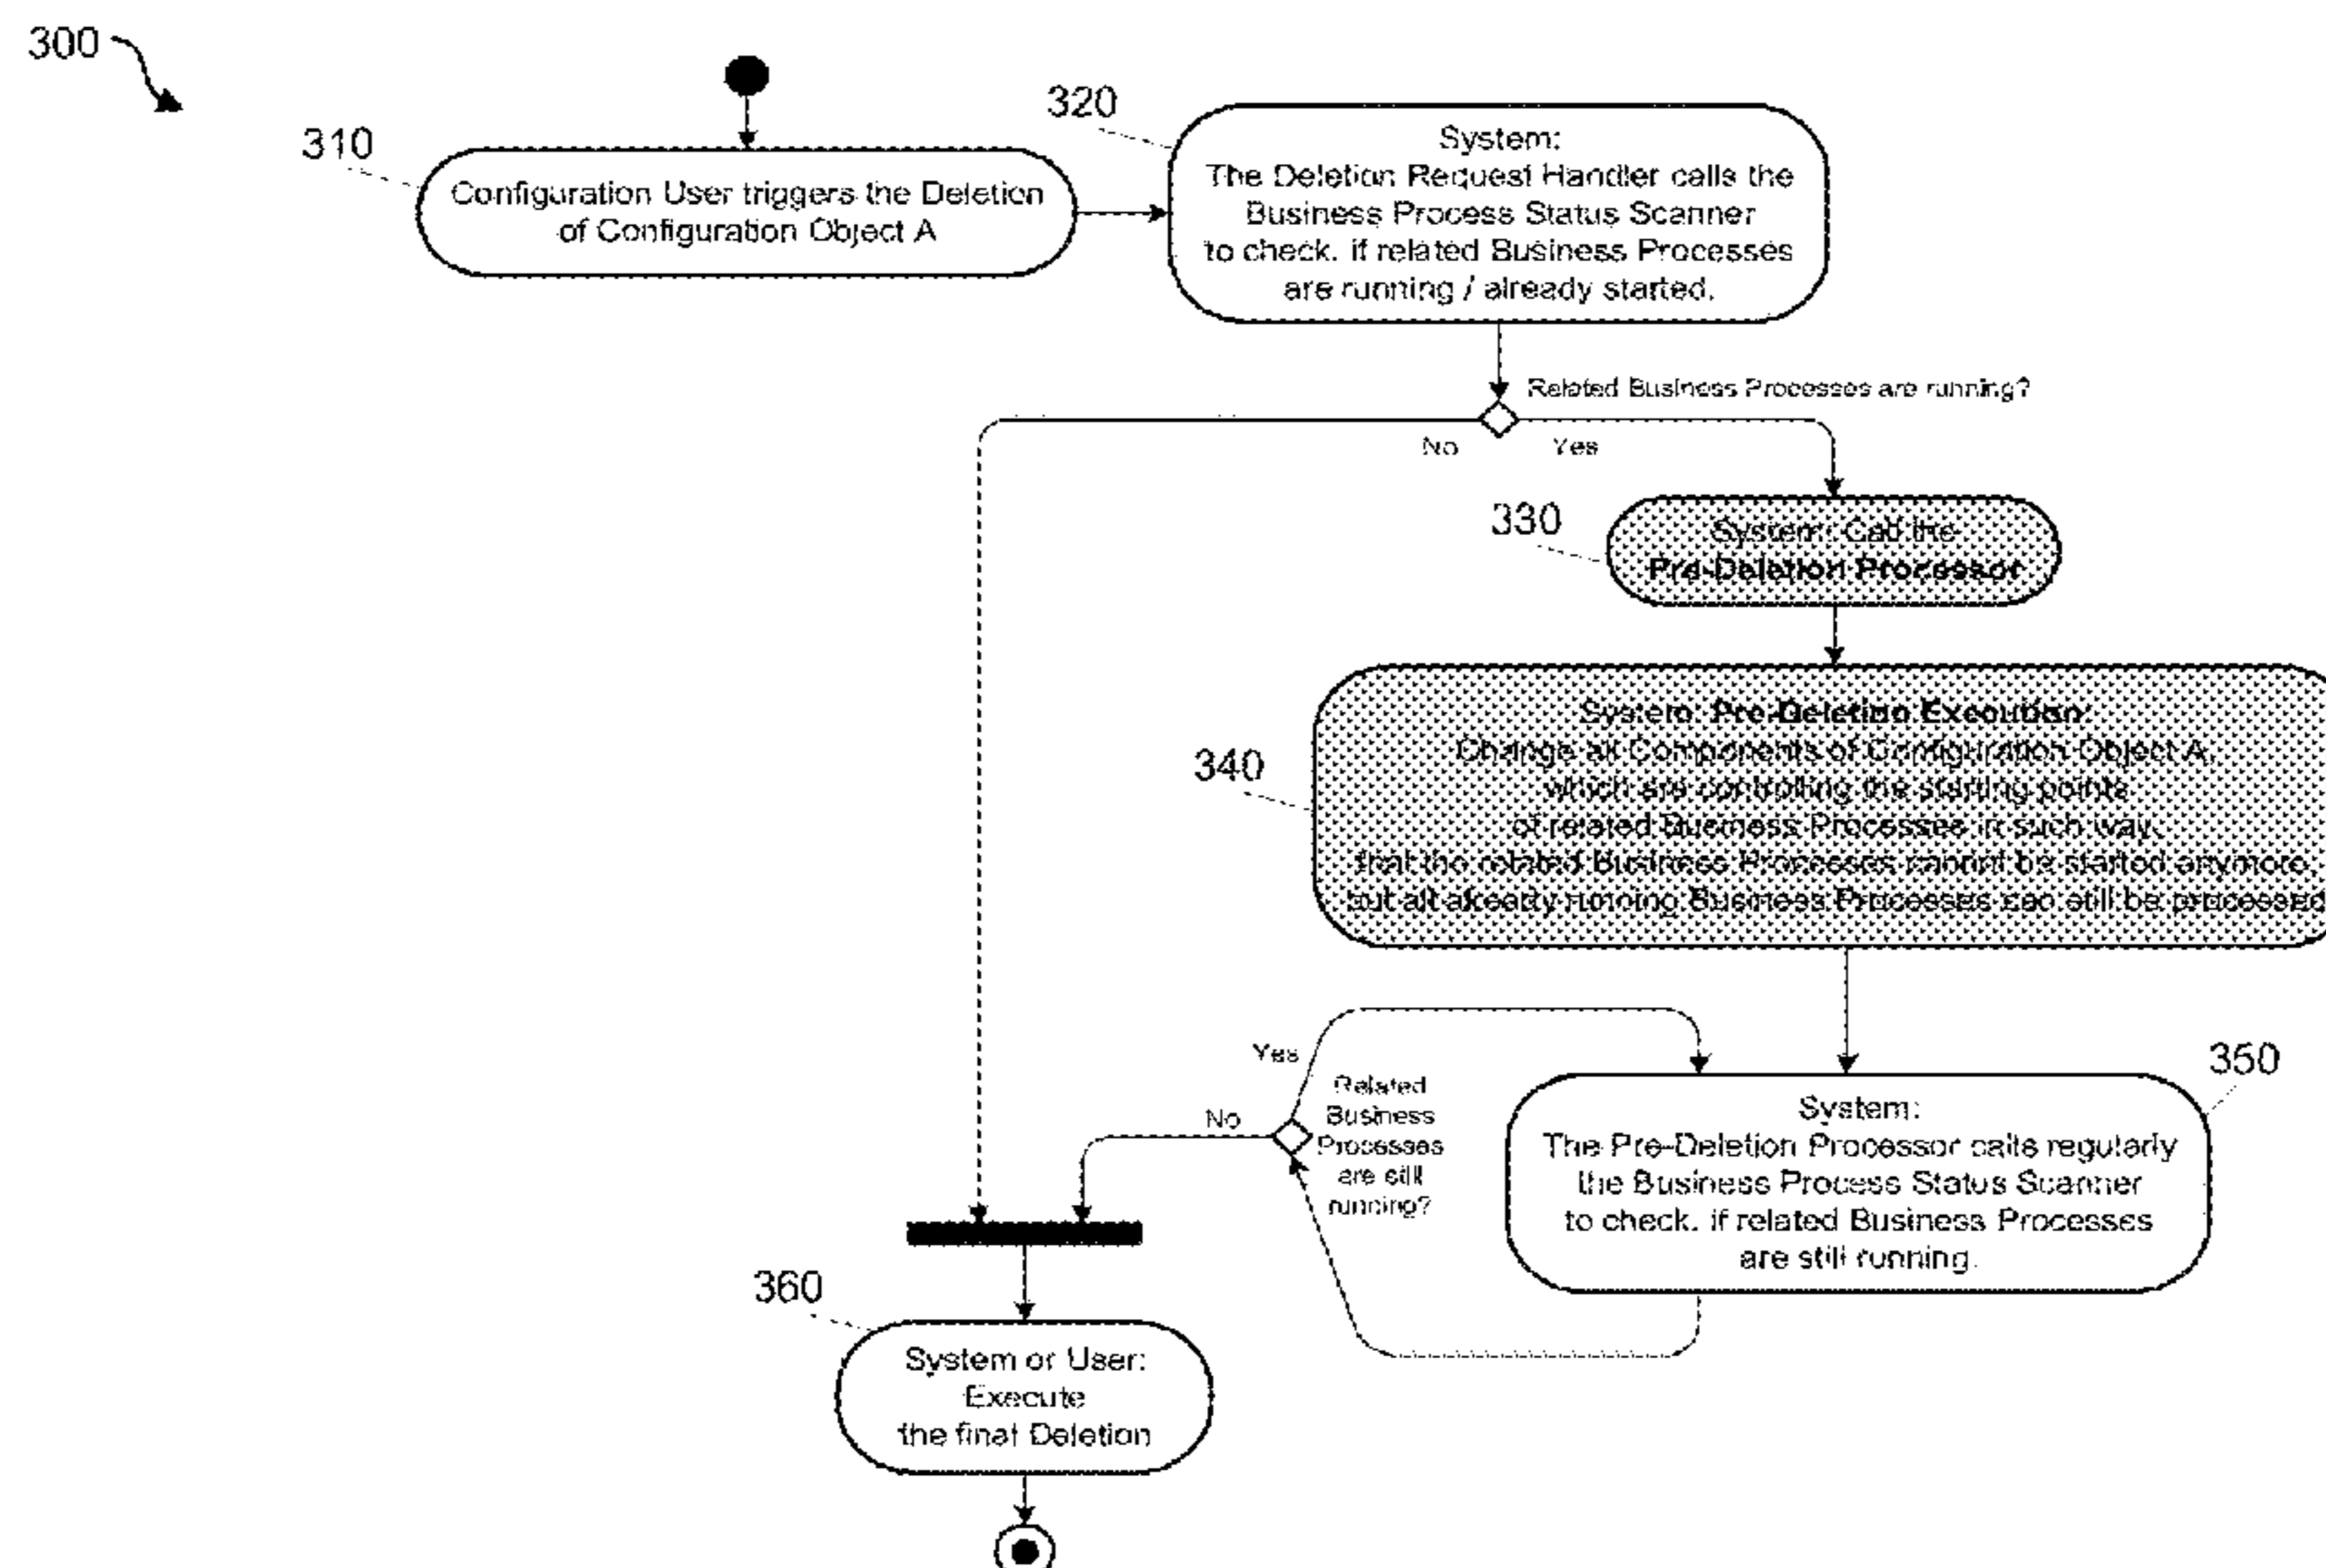 300
310
Configuration User triggers the Deletion
of Configuration Object A
320
System:
The Deletion Request Handler calls the
Business Process Status Scanner
to check. if related Business Processes
are running / already started.
Related Business Processes are running?
No
Yes
330
System: Call the
Pre-Deletion Processor
340
System: Pre-Deletion Execution:
Change all Components of Configuration Object A,
which are controlling the starting points
of related Business Processes in such way,
that the related Business Processes cannot be started anymore,
but all already running Business Processes can still be processed
Yes
Related
Business
Processes
are still
running?
No
350
System:
The Pre-Deletion Processor calls regularly
the Business Process Status Scanner
to check. if related Business Processes
are still running.
360
System or User:
Execute
the final Deletion